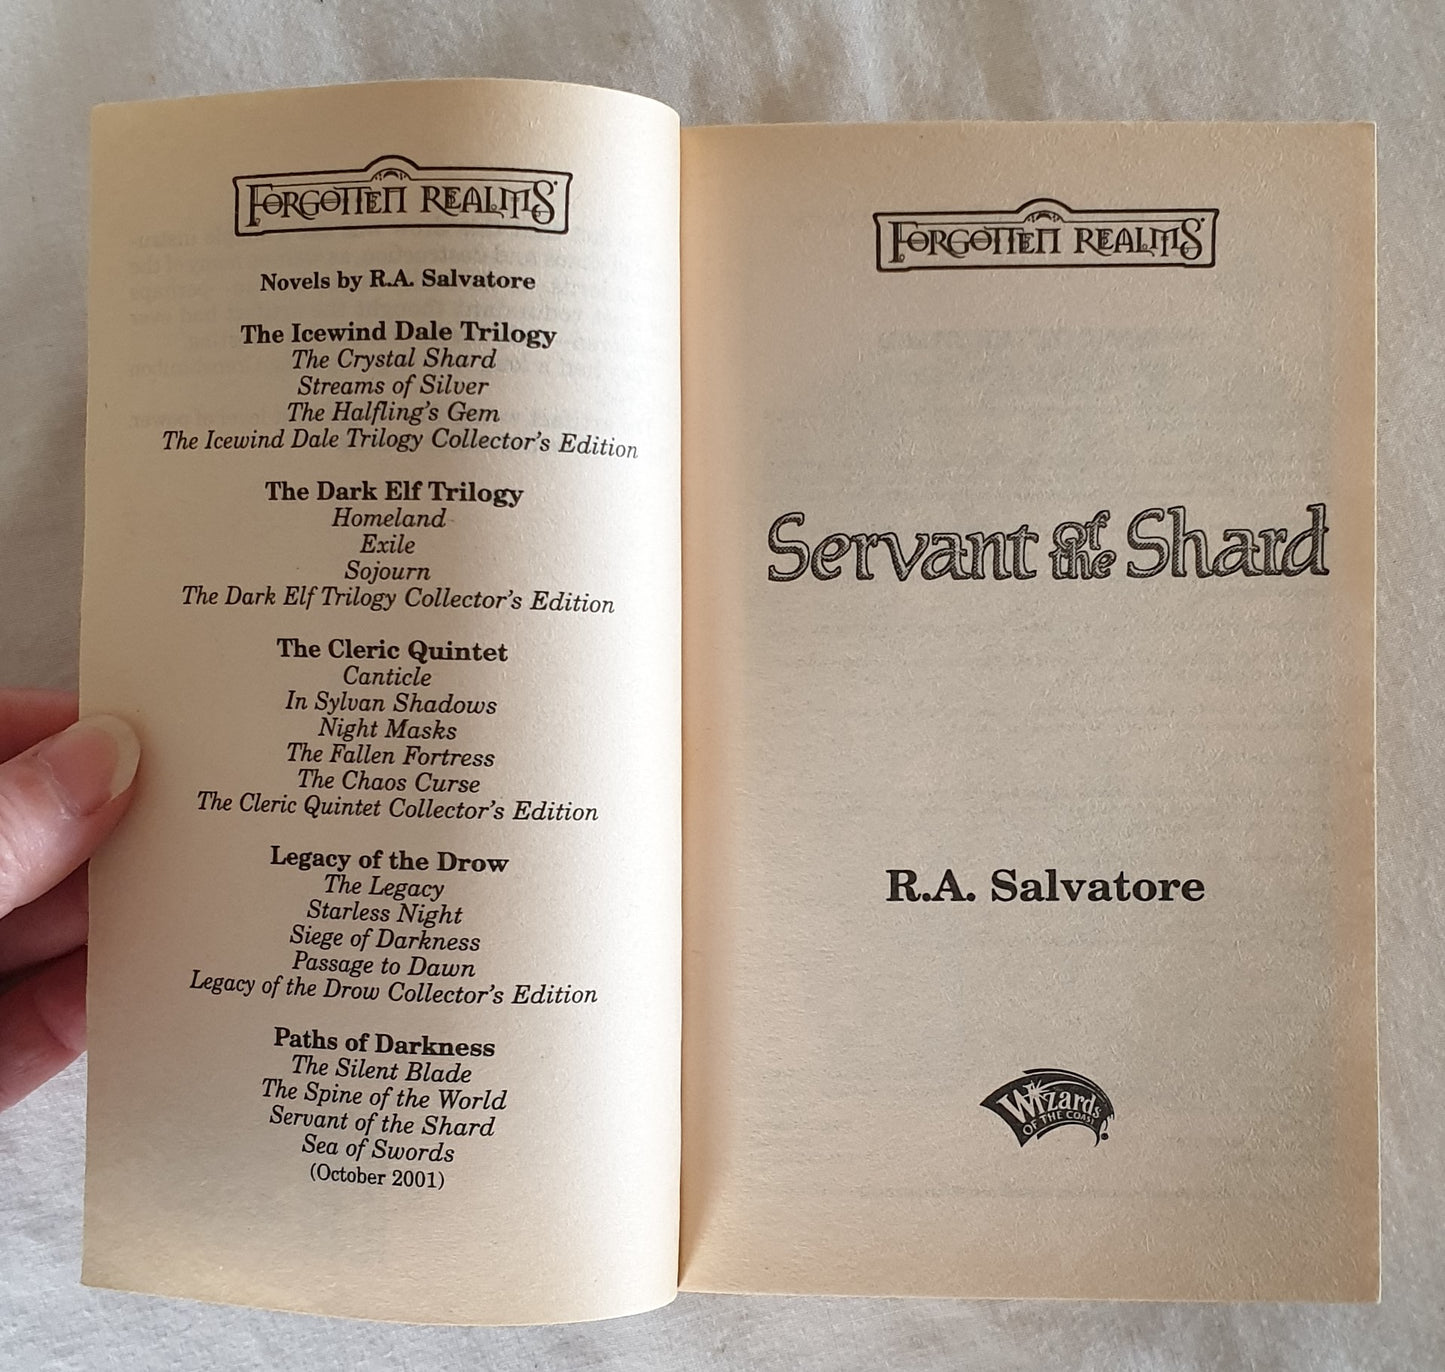 FORGOTTEN REALMS
Novels by R.A. Salvatore
The Icewind Dale Trilogy
The Crystal Shard
Streams of Silver
The Halfling's Gem
The Icewind Dale Trilogy Collector's Edition
The Dark Elf Trilogy
Homeland
Exile
Sojourn
The Dark Elf Trilogy Collector's Edition
The Cleric Quintet
Canticle
In Sylvan Shadows
Night Masks
The Fallen Fortress
The Chaos Curse
The Cleric Quintet Collector's Edition
Legacy of the Drow
The Legacy
Starless Night
Siege of Darkness
Passage to Dawn
Legacy of the Drow Collector's Edition
Paths of Darkness
The Silent Blade
The Spine of the World
Servant of the Shard
Sea of Swords
(October 2001)
FORGOTTEN REALMS
Servant of the Shard
R.A. Salvatore
Wizards
OF THE COAST